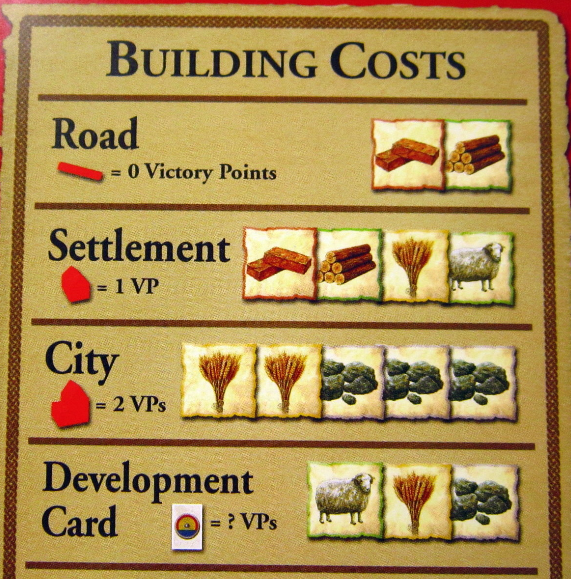 BUILDING COSTS
Road
= 0 Victory Points
Settlement
= 1 VP
City
= 2 VPs
Development
Card
= ? VPs